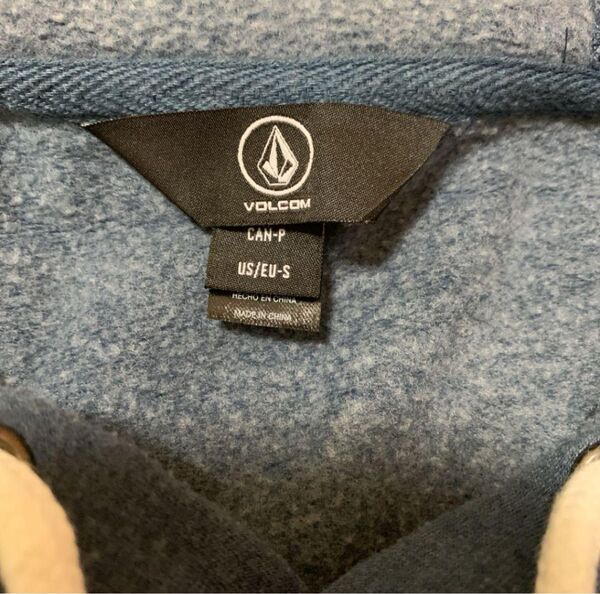 VOLCOM
CAN-P
US/EU-S
HECHO EN CHINA
MADE IN CHINA